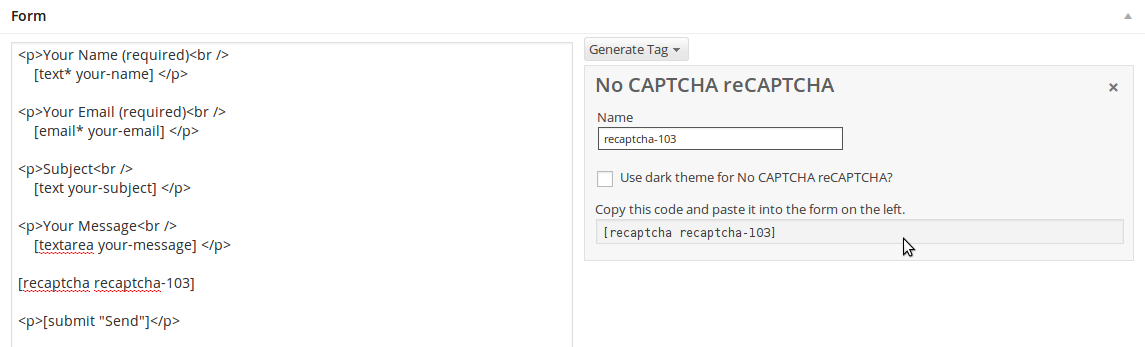 Form
<p>Your Name (required)<br />
[text* your-name] </p>
<p>Your Email (required)<br />
[email* your-email] </p>
<p>Subject<br />
[text your-subject] </p>
<p>Your Message<br />
[textarea your-message] </p>
[recaptcha recaptcha-103]
<p>[submit "Send"]</p>
Generate Tag
No CAPTCHA reCAPTCHA
Name
recaptcha-103
Use dark theme for No CAPTCHA reCAPTCHA?
Copy this code and paste it into the form on the left.
[recaptcha recaptcha-103]